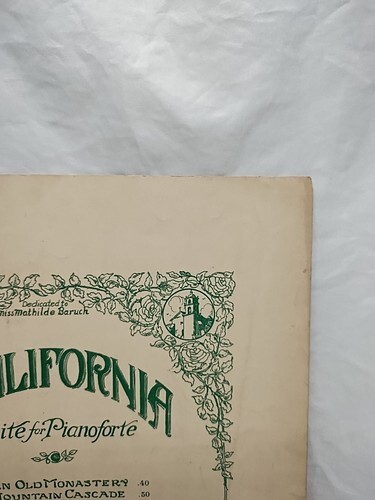 Dedicated to
Miss Mathilde Baruch
LIFORNIA
ite for Pianoforte
N OLD MONASTERY .40
OUNTAIN CASCADE .50